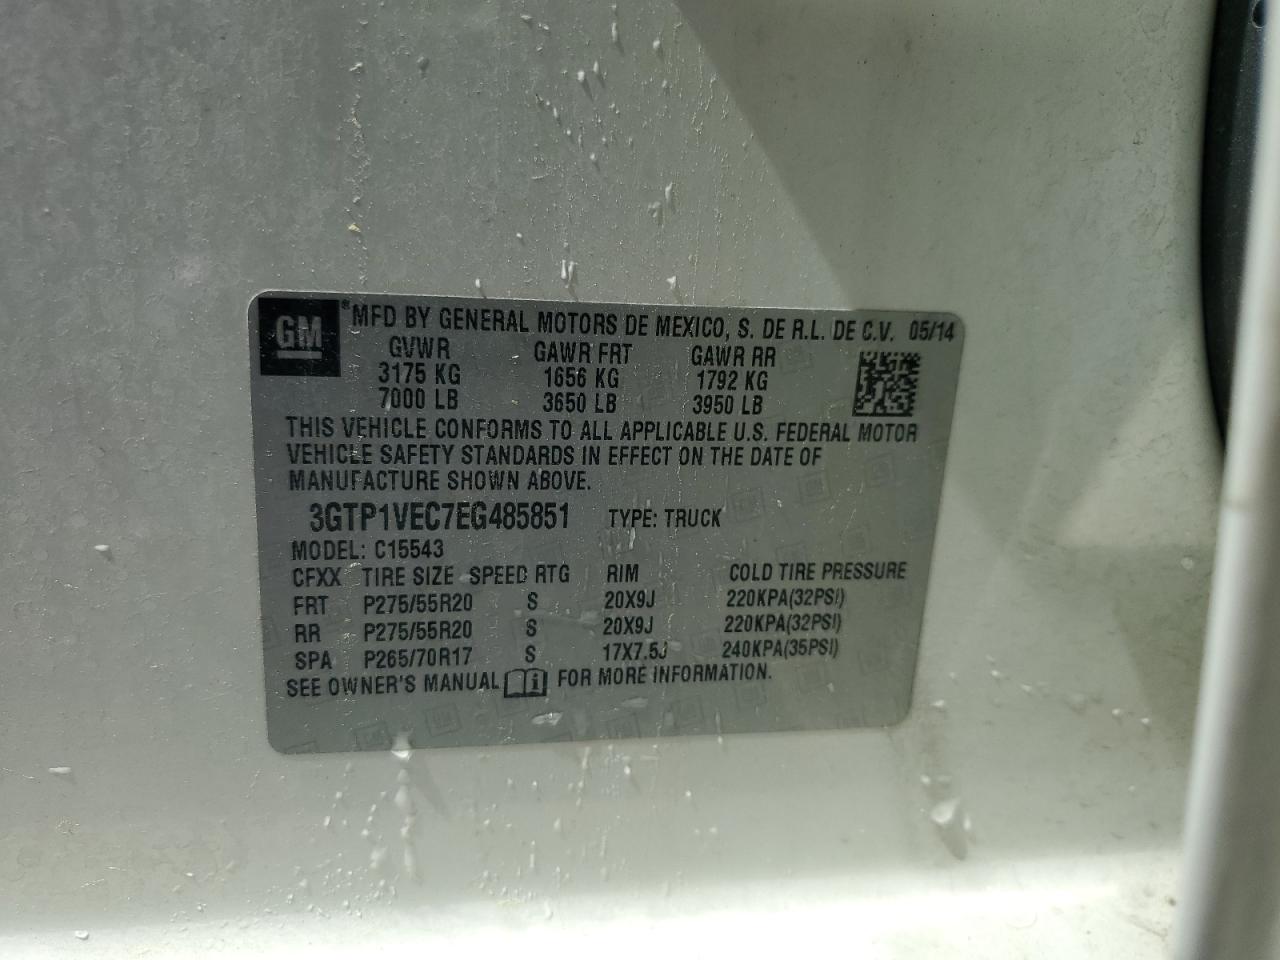 GM ® MFD BY GENERAL MOTORS DE MEXICO, S. DE R.L. DE C.V. 05/14
GVWR GAWR FRT GAWR RR
3175 KG 1656 KG 1792 KG
7000 LB 3650 LB 3950 LB
THIS VEHICLE CONFORMS TO ALL APPLICABLE U.S. FEDERAL MOTOR
VEHICLE SAFETY STANDARDS IN EFFECT ON THE DATE OF
MANUFACTURE SHOWN ABOVE.
3GTP1VEC7EG485851 TYPE: TRUCK
MODEL: C15543
CFXX TIRE SIZE SPEED RTG RIM COLD TIRE PRESSURE
FRT P275/55R20 S 20X9J 220KPA(32PSI)
RR P275/55R20 S 20X9J 220KPA(32PSI)
SPA P265/70R17 S 17X7.5J 240KPA(35PSI)
SEE OWNER'S MANUAL i FOR MORE INFORMATION.